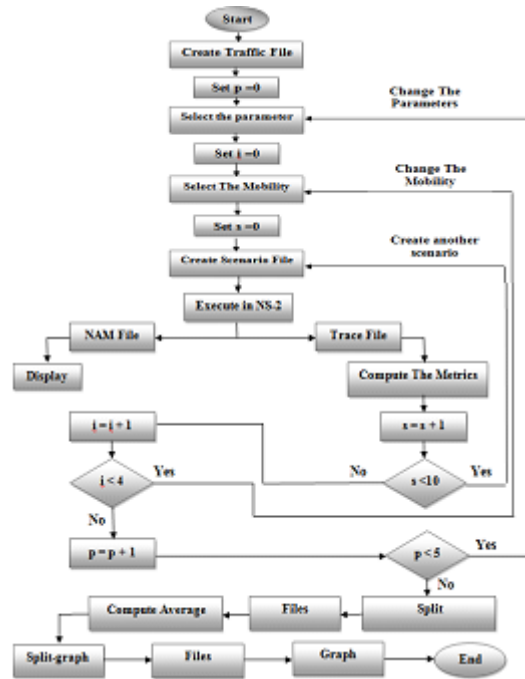 Start
Create Traffic File
Set p =0
Change The
Parameters
Select the parameter
Set i =0
Change The
Mobility
Select The Mobility
Set s =0
Create another
scenario
Create Scenario File
Execute in NS-2
NAM File
Trace File
Display
Compute The Metrics
i = i + 1
s = s + 1
i < 4
Yes
No
s <10
Yes
No
p = p + 1
p < 5
Yes
No
Compute Average
Files
Split
Split-graph
Files
Graph
End